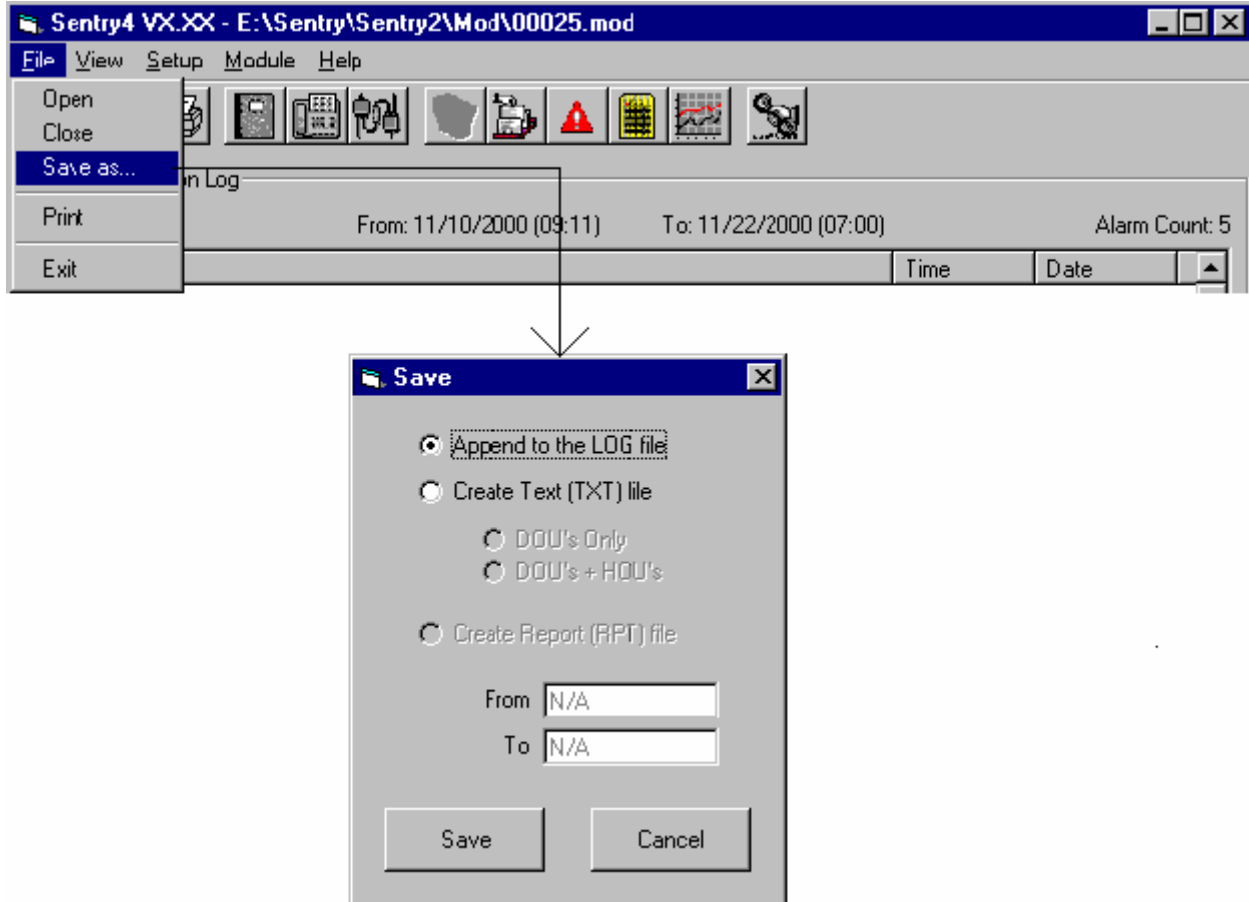 Sentry4 VX.XX - E:\Sentry\Sentry2\Mod\00025.mod
File View Setup Module Help
Open
Close
Save as...
Print
Exit
on Log
From: 11/10/2000 (09:11) To: 11/22/2000 (07:00) Alarm Count: 5
Time Date
Save
Append to the LOG file
Create Text (TXT) lile
DOU's Only
DOU's + HOU's
Create Report (RPT) file
From N/A
To N/A
Save Cancel